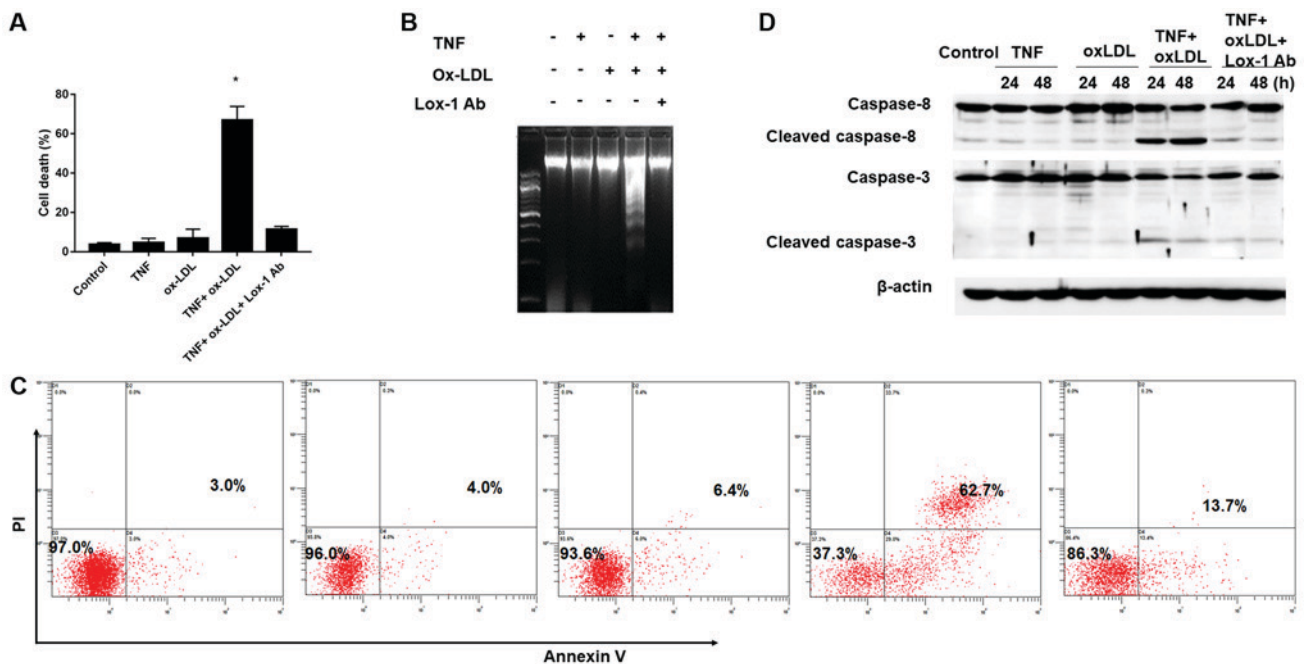 A
80
60
40
20
0
Cell death (%)
*
Control
TNF
ox-LDL
TNF+ ox-LDL
TNF+ ox-LDL+ Lox-1 Ab
B
TNF - + - + +
Ox-LDL - - + + +
Lox-1 Ab - - - - +
D
Control TNF oxLDL TNF+ oxLDL TNF+ oxLDL+ Lox-1 Ab
24 48 24 48 24 48 24 48 (h)
Caspase-8
Cleaved caspase-8
Caspase-3
Cleaved caspase-3
β-actin
C
PI
3.0%
97.0%
4.0%
96.0%
6.4%
93.6%
62.7%
37.3%
13.7%
86.3%
Annexin V